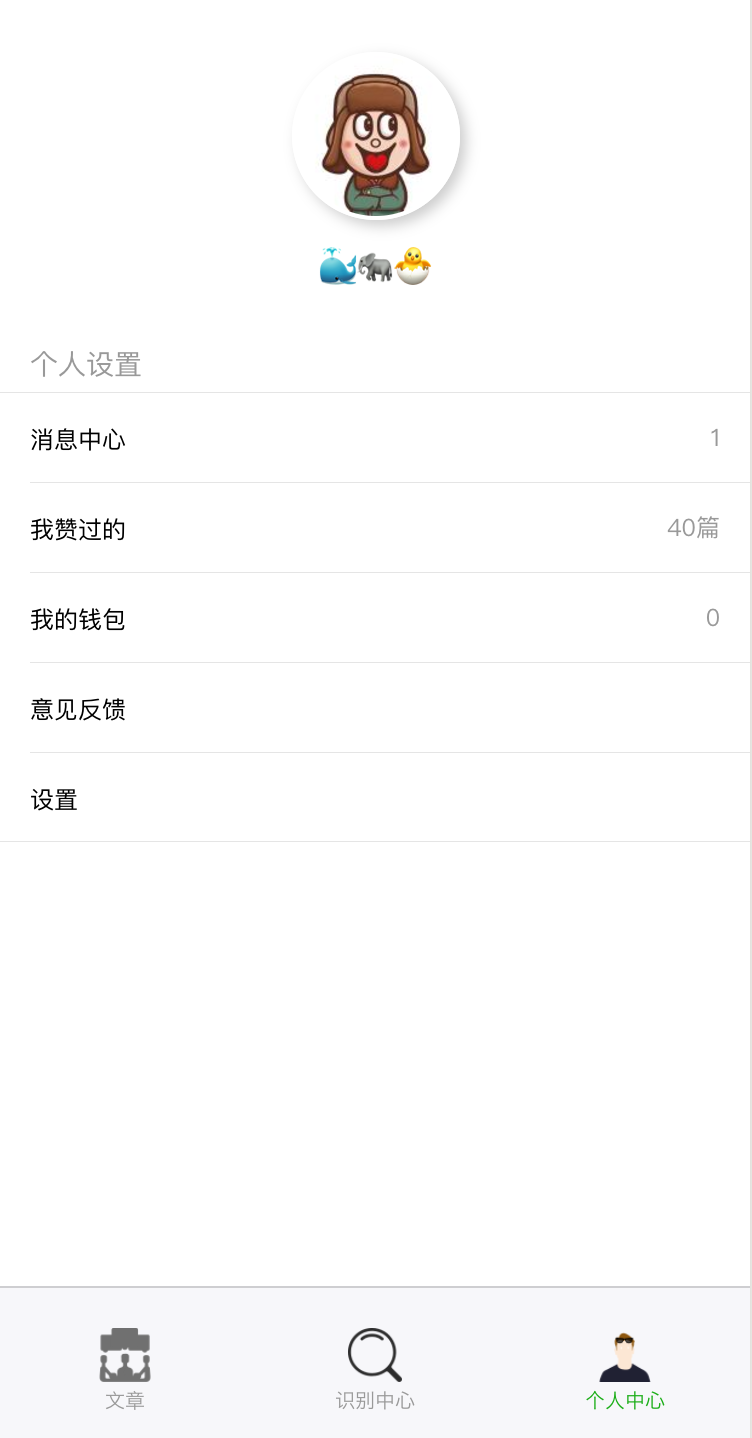 🐳🐘🐣
个人设置
消息中心 1
我赞过的 40篇
我的钱包 0
意见反馈
设置
文章 识别中心 个人中心